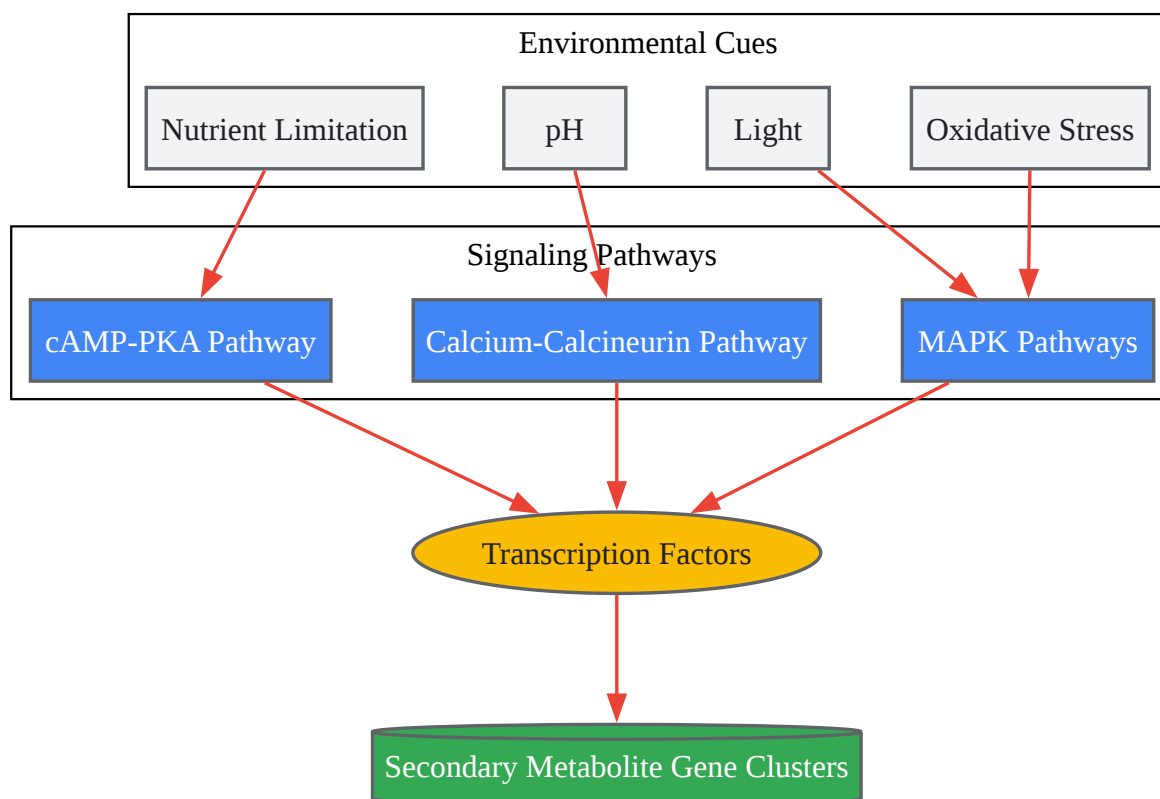 Environmental Cues
Nutrient Limitation
pH
Light
Oxidative Stress
Signaling Pathways
cAMP-PKA Pathway
Calcium-Calcineurin Pathway
MAPK Pathways
Transcription Factors
Secondary Metabolite Gene Clusters